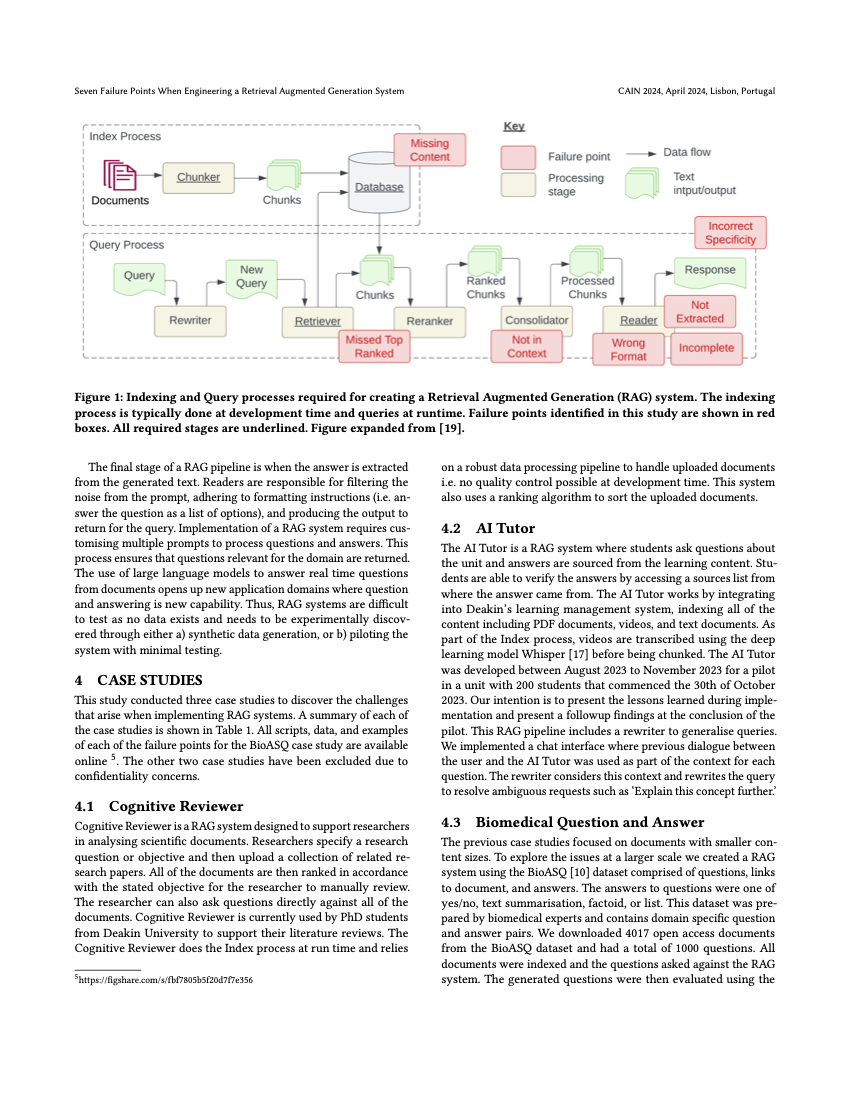 Seven Failure Points When Engineering a Retrieval Augmented Generation System
CAIN 2024, April 2024, Lisbon, Portugal
Index Process
Documents
Chunker
Chunks
Database
Missing
Content
Key
Failure point
Data flow
Processing
stage
Text
intput/output
Query Process
Query
Rewriter
New
Query
Retriever
Missed Top
Ranked
Chunks
Reranker
Ranked
Chunks
Consolidator
Not in
Context
Processed
Chunks
Reader
Wrong
Format
Response
Incorrect
Specificity
Not
Extracted
Incomplete
Figure 1: Indexing and Query processes required for creating a Retrieval Augmented Generation (RAG) system. The indexing
process is typically done at development time and queries at runtime. Failure points identified in this study are shown in red
boxes. All required stages are underlined. Figure expanded from [19].
The final stage of a RAG pipeline is when the answer is extracted
from the generated text. Readers are responsible for filtering the
noise from the prompt, adhering to formatting instructions (i.e. an-
swer the question as a list of options), and producing the output to
return for the query. Implementation of a RAG system requires cus-
tomising multiple prompts to process questions and answers. This
process ensures that questions relevant for the domain are returned.
The use of large language models to answer real time questions
from documents opens up new application domains where question
and answering is new capability. Thus, RAG systems are difficult
to test as no data exists and needs to be experimentally discov-
ered through either a) synthetic data generation, or b) piloting the
system with minimal testing.
4 CASE STUDIES
This study conducted three case studies to discover the challenges
that arise when implementing RAG systems. A summary of each of
the case studies is shown in Table 1. All scripts, data, and examples
of each of the failure points for the BioASQ case study are available
online 5. The other two case studies have been excluded due to
confidentiality concerns.
4.1 Cognitive Reviewer
Cognitive Reviewer is a RAG system designed to support researchers
in analysing scientific documents. Researchers specify a research
question or objective and then upload a collection of related re-
search papers. All of the documents are then ranked in accordance
with the stated objective for the researcher to manually review.
The researcher can also ask questions directly against all of the
documents. Cognitive Reviewer is currently used by PhD students
from Deakin University to support their literature reviews. The
Cognitive Reviewer does the Index process at run time and relies
5https://figshare.com/s/fbf7805b5f20d7f7e356
on a robust data processing pipeline to handle uploaded documents
i.e. no quality control possible at development time. This system
also uses a ranking algorithm to sort the uploaded documents.
4.2 AI Tutor
The AI Tutor is a RAG system where students ask questions about
the unit and answers are sourced from the learning content. Stu-
dents are able to verify the answers by accessing a sources list from
where the answer came from. The AI Tutor works by integrating
into Deakin's learning management system, indexing all of the
content including PDF documents, videos, and text documents. As
part of the Index process, videos are transcribed using the deep
learning model Whisper [17] before being chunked. The AI Tutor
was developed between August 2023 to November 2023 for a pilot
in a unit with 200 students that commenced the 30th of October
2023. Our intention is to present the lessons learned during imple-
mentation and present a followup findings at the conclusion of the
pilot. This RAG pipeline includes a rewriter to generalise queries.
We implemented a chat interface where previous dialogue between
the user and the AI Tutor was used as part of the context for each
question. The rewriter considers this context and rewrites the query
to resolve ambiguous requests such as 'Explain this concept further.'
4.3 Biomedical Question and Answer
The previous case studies focused on documents with smaller con-
tent sizes. To explore the issues at a larger scale we created a RAG
system using the BioASQ [10] dataset comprised of questions, links
to document, and answers. The answers to questions were one of
yes/no, text summarisation, factoid, or list. This dataset was pre-
pared by biomedical experts and contains domain specific question
and answer pairs. We downloaded 4017 open access documents
from the BioASQ dataset and had a total of 1000 questions. All
documents were indexed and the questions asked against the RAG
system. The generated questions were then evaluated using the